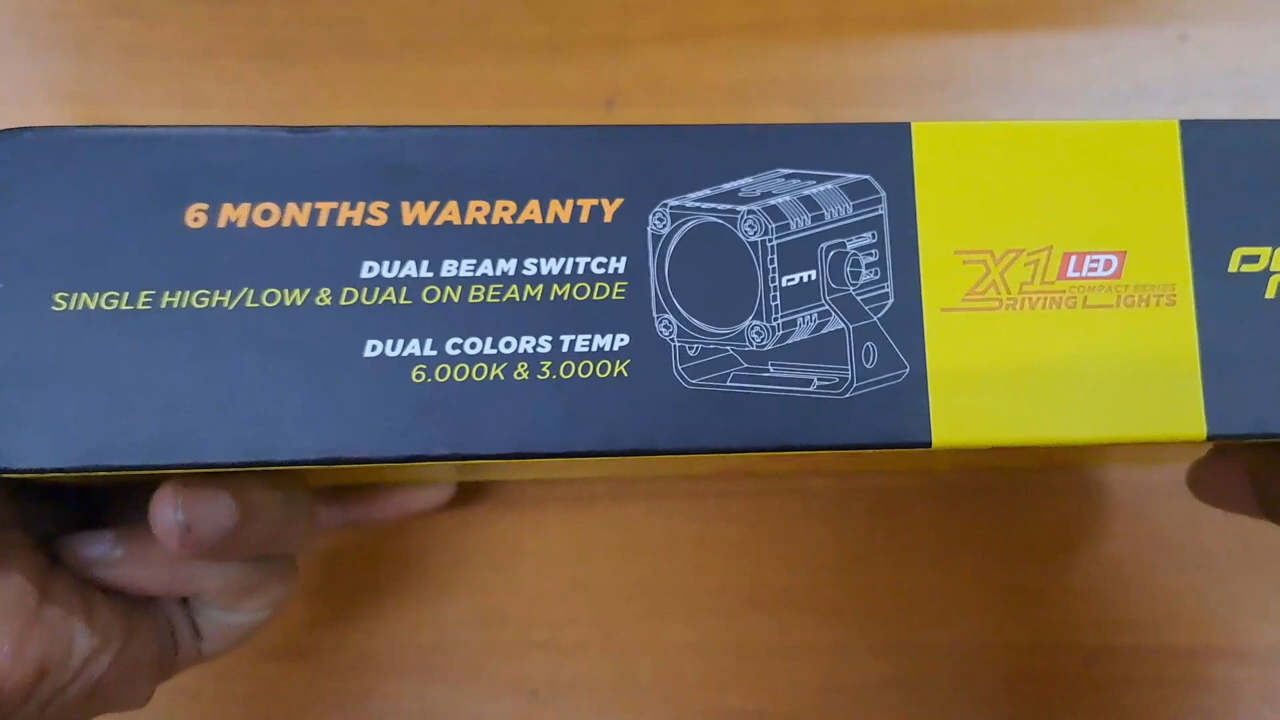 6 MONTHS WARRANTY
DUAL BEAM SWITCH
SINGLE HIGH/LOW & DUAL ON BEAM MODE
DUAL COLORS TEMP
6.000K & 3.000K
X1 LED
COMPACT SERIES
DRIVING LIGHTS